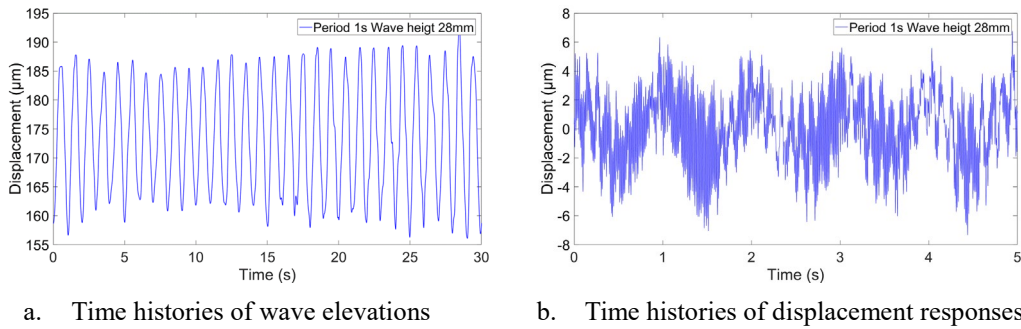 Period 1s Wave heigt 28mm
195
190
185
180
175
170
165
160
155
Displacement (μm)
0 5 10 15 20 25 30
Time (s)
a. Time histories of wave elevations
Period 1s Wave heigt 28mm
8
6
4
2
0
-2
-4
-6
-8
Displacement (μm)
0 1 2 3 4 5
Time (s)
b. Time histories of displacement responses